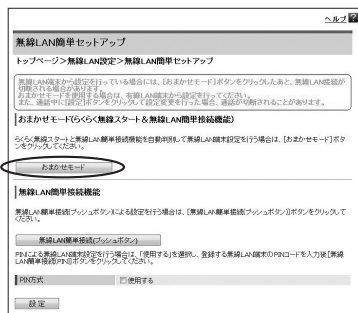 ヘルプ ?
無線LAN簡単セットアップ
トップページ＞無線LAN設定＞無線LAN簡単セットアップ
無線LAN端末から設定を行っている場合には、[おまかせモード]ボタンをクリックしたあと、無線LAN接続が
切断される場合があります。
おまかせモードを使用する場合は、有線LAN端末から設定を行ってください。
また、通話中に[設定]ボタンをクリックして設定変更を行った場合、通話が切断されることがあります。
おまかせモード(らくらく無線スタート＆無線LAN簡単接続機能)
らくらく無線スタートと無線LAN簡単接続機能を自動判別して無線LAN端末設定を行う場合は、[おまかせモード]ボタ
ンをクリックしてください。
おまかせモード
無線LAN簡単接続機能
無線LAN簡単接続(プッシュボタン)による設定を行う場合は、[無線LAN簡単接続(プッシュボタン)]ボタンをクリックして
ください。
無線LAN簡単接続(プッシュボタン)
PINによる無線LAN端末設定を行う場合は、「使用する」を選択し、登録する無線LAN端末のPINコードを入力後[無線
LAN簡単接続(PIN)]ボタンをクリックしてください。
PIN方式 使用する
設定